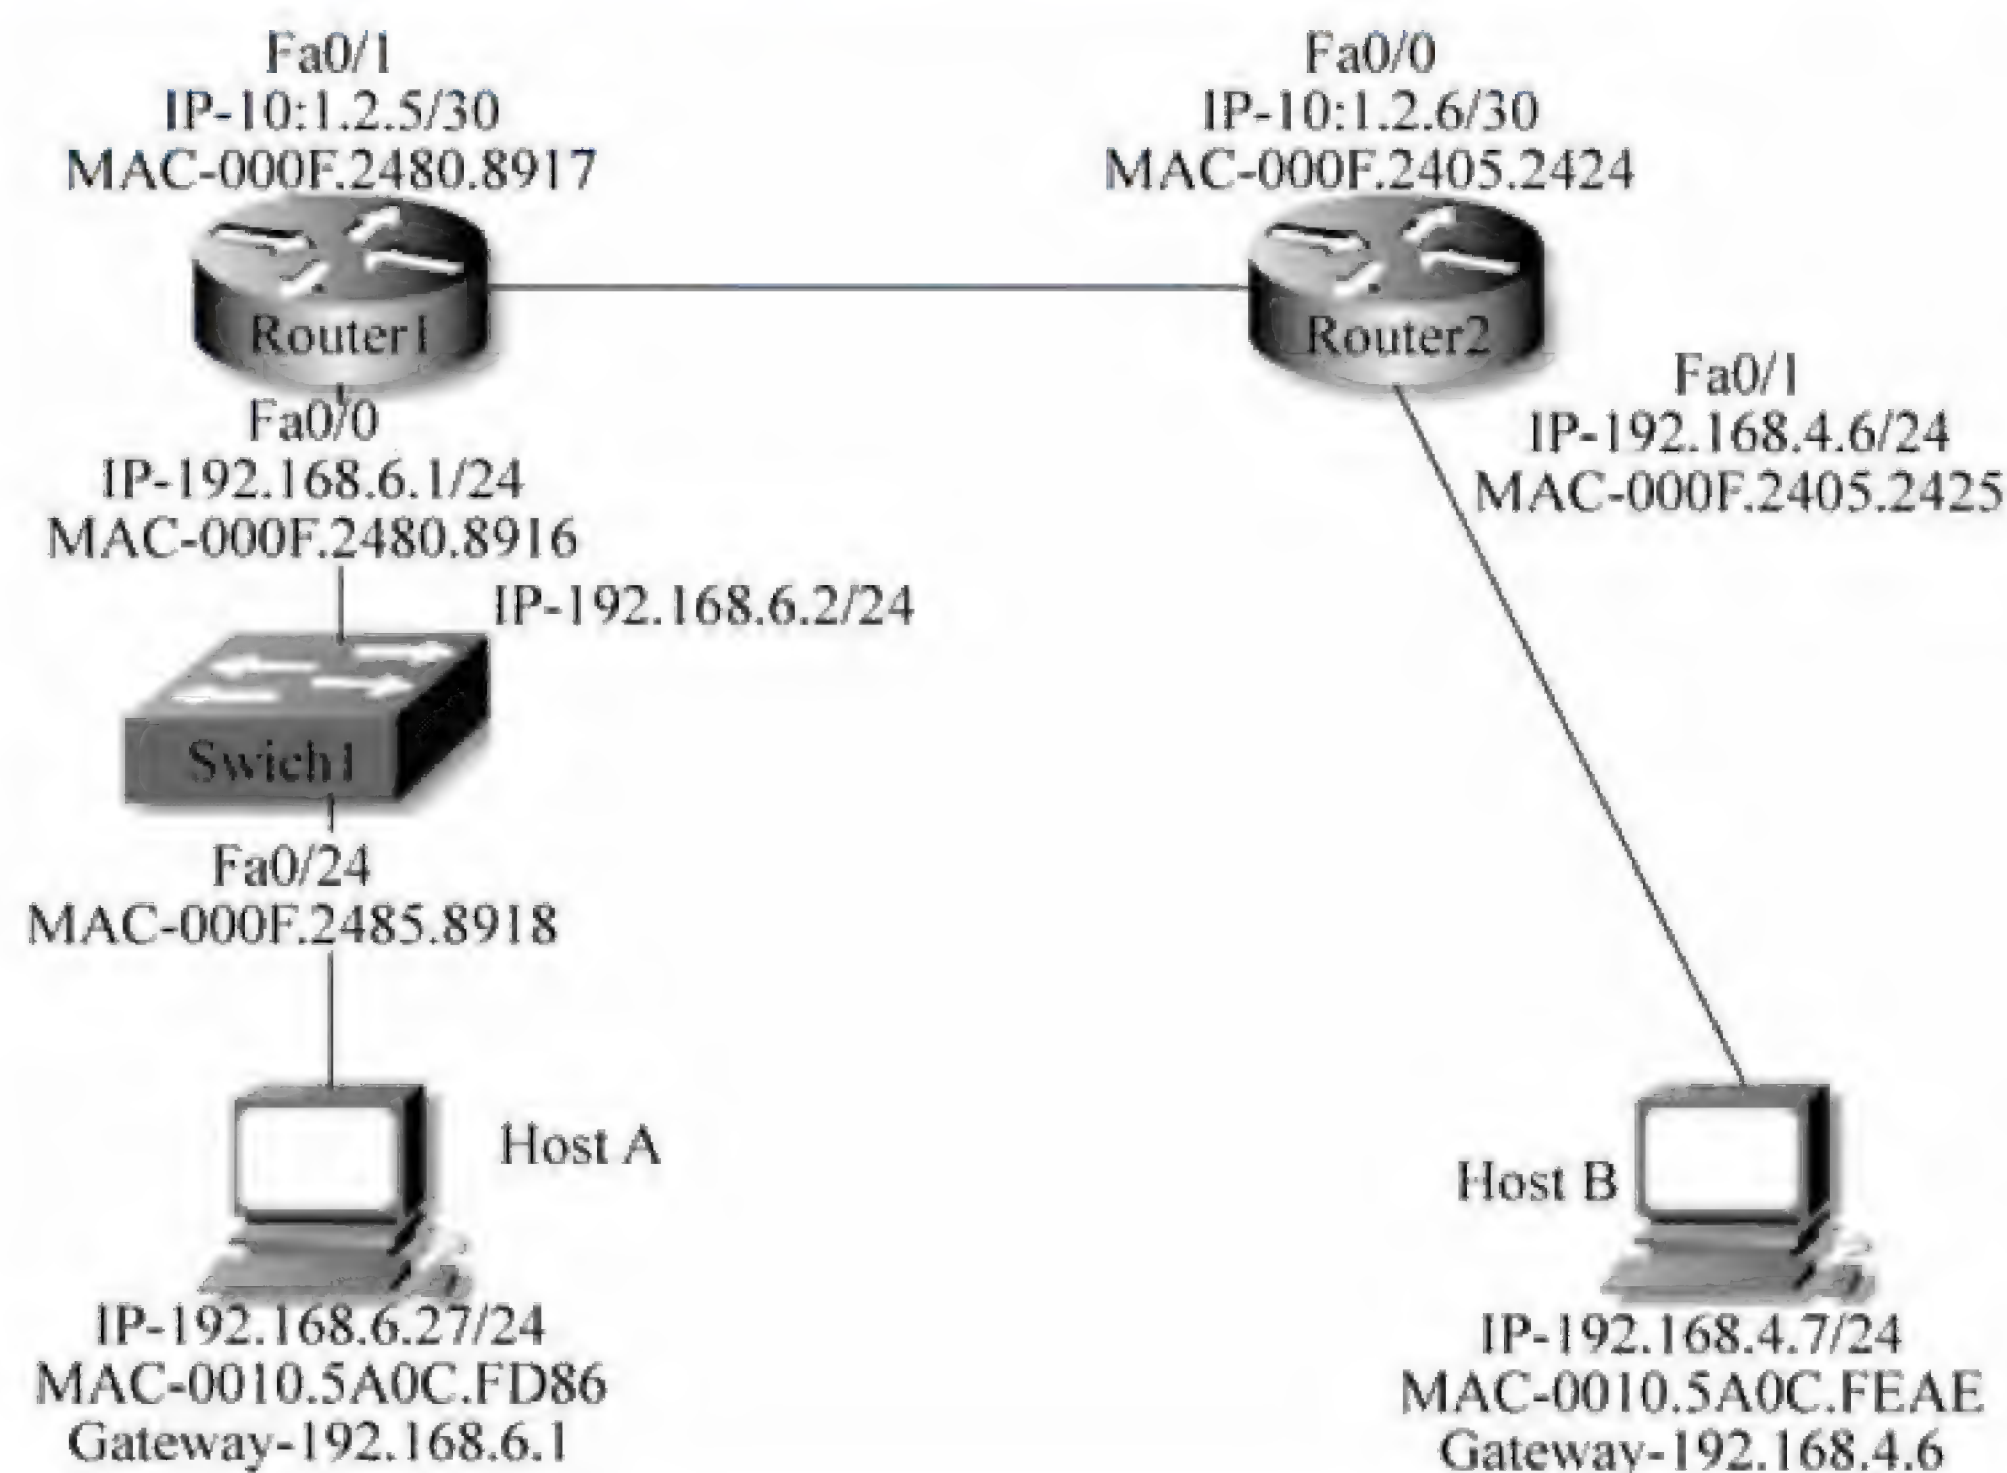 Fa0/1
IP-10:1.2.5/30
MAC-000F.2480.8917
Router1
Fa0/0
IP-192.168.6.1/24
MAC-000F.2480.8916
IP-192.168.6.2/24
Swich1
Fa0/24
MAC-000F.2485.8918
Host A
IP-192.168.6.27/24
MAC-0010.5A0C.FD86
Gateway-192.168.6.1
Fa0/0
IP-10:1.2.6/30
MAC-000F.2405.2424
Router2
Fa0/1
IP-192.168.4.6/24
MAC-000F.2405.2425
Host B
IP-192.168.4.7/24
MAC-0010.5A0C.FEAE
Gateway-192.168.4.6